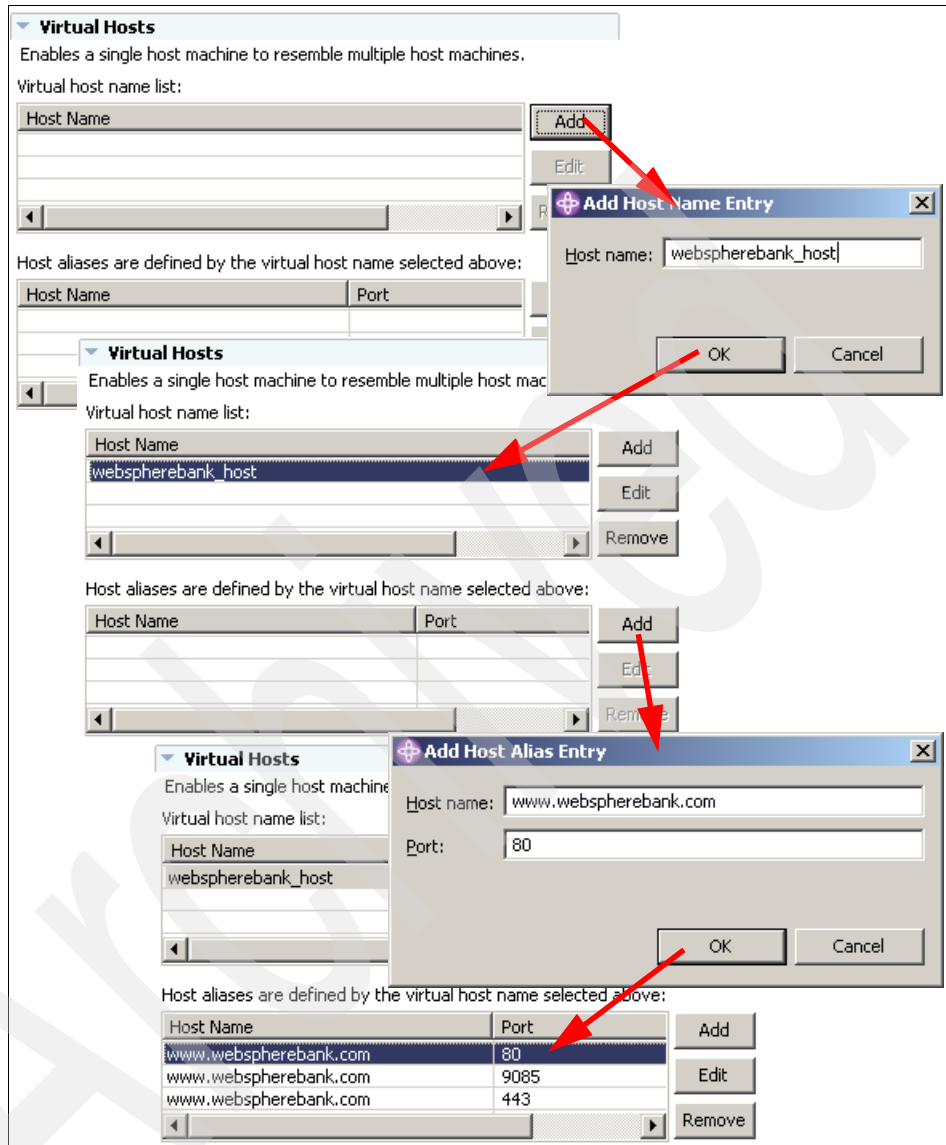 Virtual Hosts
Enables a single host machine to resemble multiple host machines.
Virtual host name list:
Host Name
Add
Edit
Add Host Name Entry
Host name: webspherebank_host
OK Cancel
Host aliases are defined by the virtual host name selected above:
Host Name Port
Virtual Hosts
Enables a single host machine to resemble multiple host mac
Virtual host name list:
Host Name
webspherebank_host
Add
Edit
Remove
Host aliases are defined by the virtual host name selected above:
Host Name Port
Add
Edit
Remove
Virtual Hosts
Enables a single host machine
Virtual host name list:
Host Name
webspherebank_host
Add Host Alias Entry
Host name: www.webspherebank.com
Port: 80
OK Cancel
Host aliases are defined by the virtual host name selected above:
Host Name Port
www.webspherebank.com 80
www.webspherebank.com 9085
www.webspherebank.com 443
Add
Edit
Remove
Archived